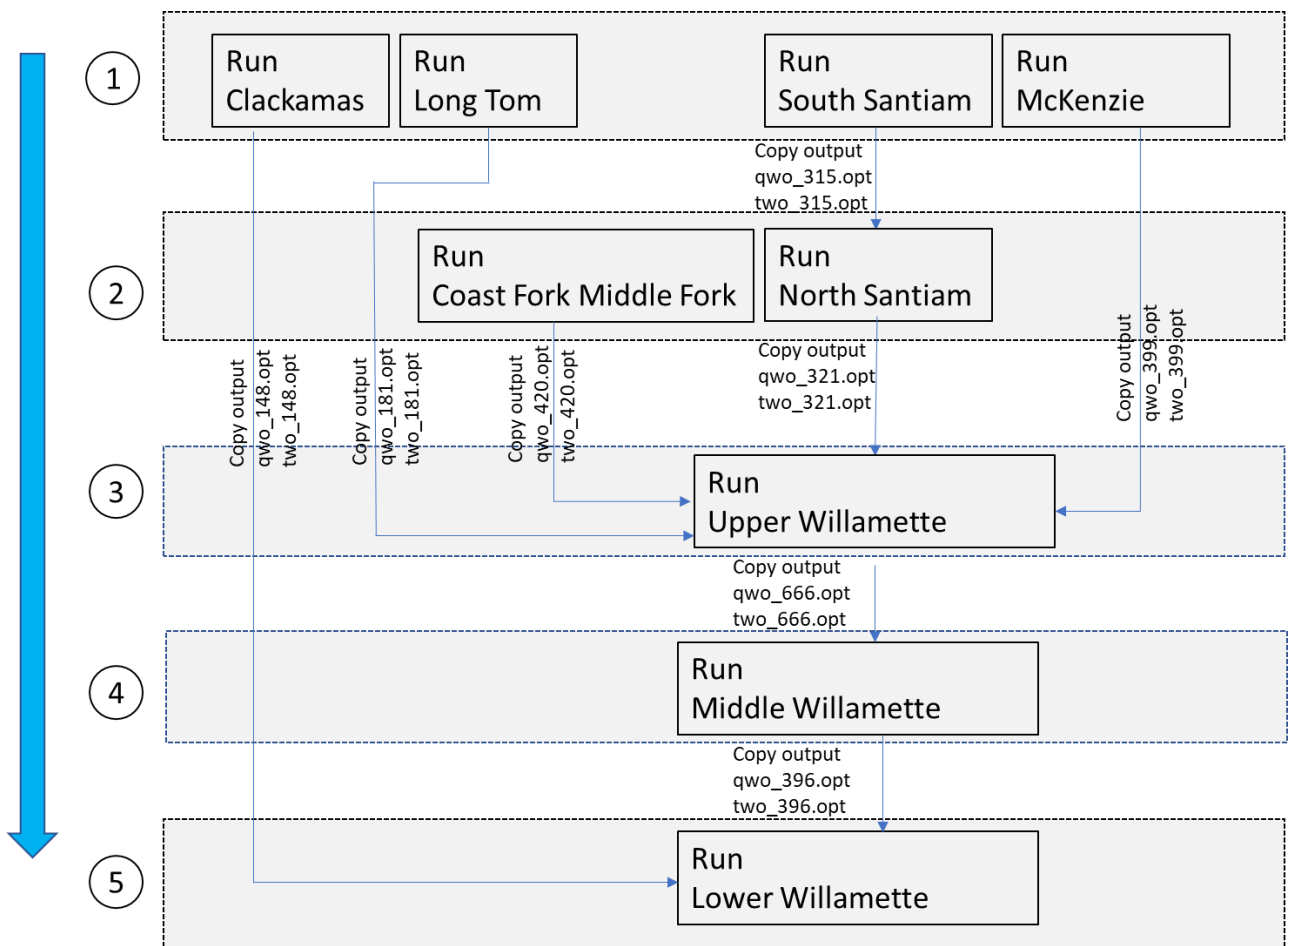 1
Run
Clackamas
Run
Long Tom
Run
South Santiam
Run
McKenzie
Copy output
qwo_315.opt
two_315.opt
2
Run
Coast Fork Middle Fork
Run
North Santiam
Copy output
qwo_148.opt
two_148.opt
Copy output
qwo_181.opt
two_181.opt
Copy output
qwo_420.opt
two_420.opt
Copy output
qwo_321.opt
two_321.opt
Copy output
qwo_399.opt
two_399.opt
3
Run
Upper Willamette
Copy output
qwo_666.opt
two_666.opt
4
Run
Middle Willamette
Copy output
qwo_396.opt
two_396.opt
5
Run
Lower Willamette